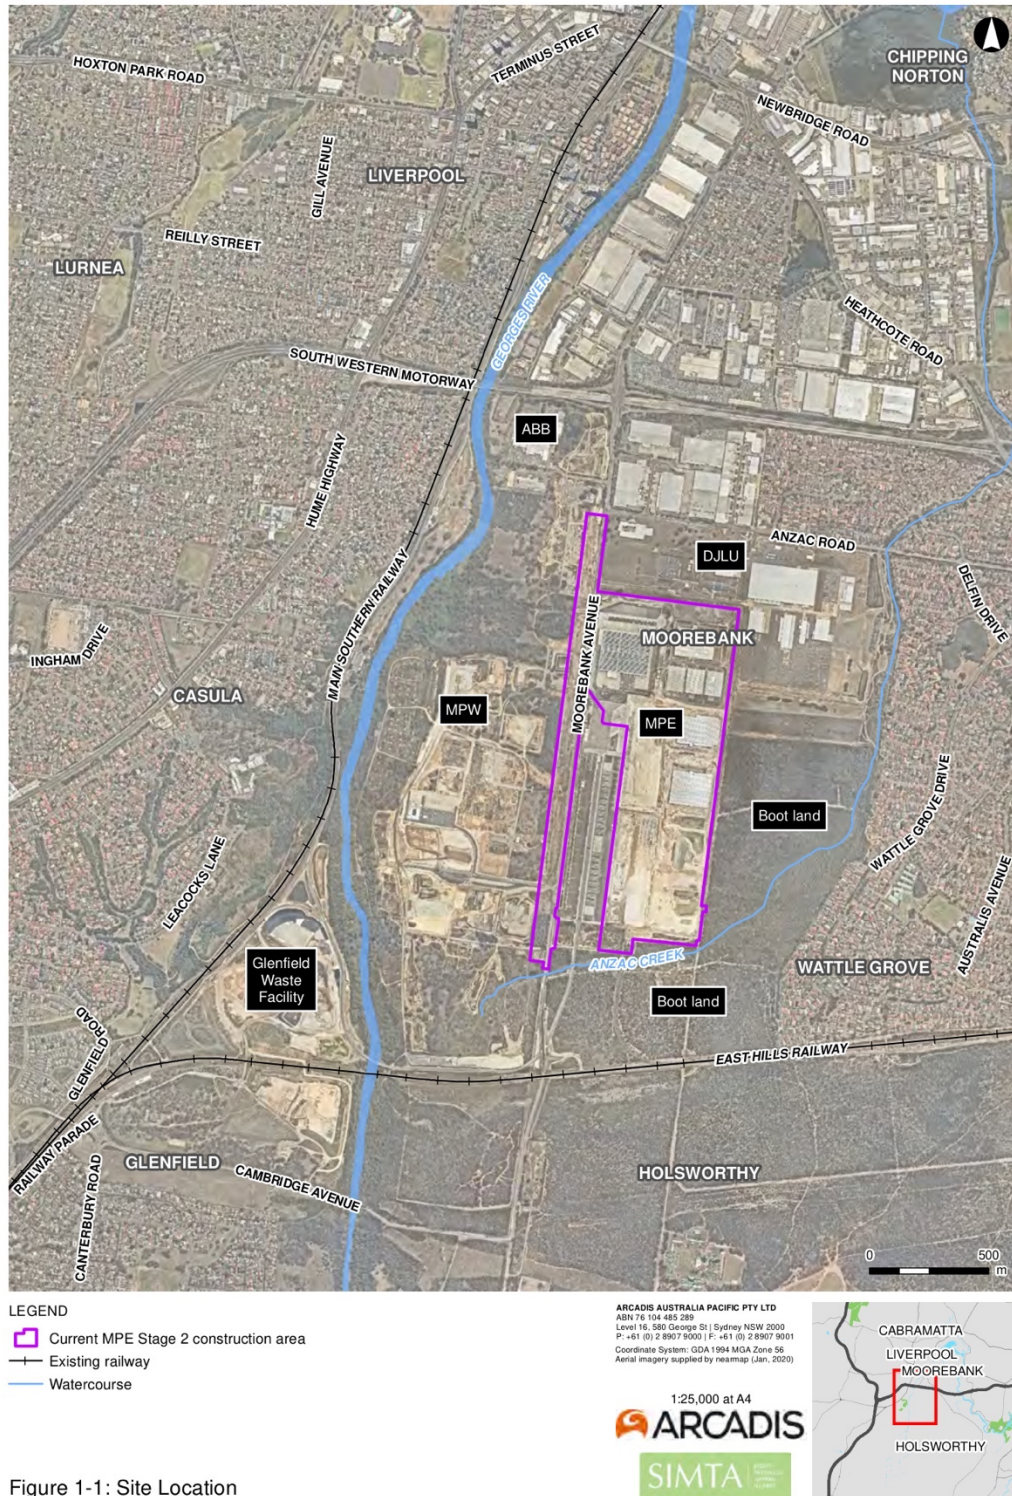 HOXTON PARK ROAD
TERMINUS STREET
CHIPPING
NORTON
NEWBRIDGE ROAD
GILL AVENUE
LIVERPOOL
REILLY STREET
LURNEA
GEORGES RIVER
HEATHCOTE ROAD
SOUTH WESTERN MOTORWAY
ABB
HUME HIGHWAY
ANZAC ROAD
DJLU
DELFIN DRIVE
MAIN SOUTHERN RAILWAY
MOOREBANK AVENUE
MOOREBANK
INGHAM DRIVE
CASULA
MPW
MPE
Boot land
WATTLE GROVE DRIVE
LEACOCKS LANE
AUSTRALIS AVENUE
Glenfield
Waste
Facility
ANZAC CREEK
WATTLE GROVE
Boot land
GLENFIELD ROAD
EAST HILLS RAILWAY
RAILWAY PARADE
GLENFIELD
CAMBRIDGE AVENUE
HOLSWORTHY
CANTERBURY ROAD
0 500
m
LEGEND
Current MPE Stage 2 construction area
Existing railway
Watercourse
ARCADIS AUSTRALIA PACIFIC PTY LTD
ABN 76 104 485 289
Level 16, 580 George St | Sydney NSW 2000
P: +61 (0) 2 8907 9000 | F: +61 (0) 2 8907 9001
Coordinate System: GDA 1994 MGA Zone 56
Aerial imagery supplied by nearmap (Jan, 2020)
1:25,000 at A4
ARCADIS
SIMTA
CABRAMATTA
LIVERPOOL
MOOREBANK
HOLSWORTHY
Figure 1-1: Site Location